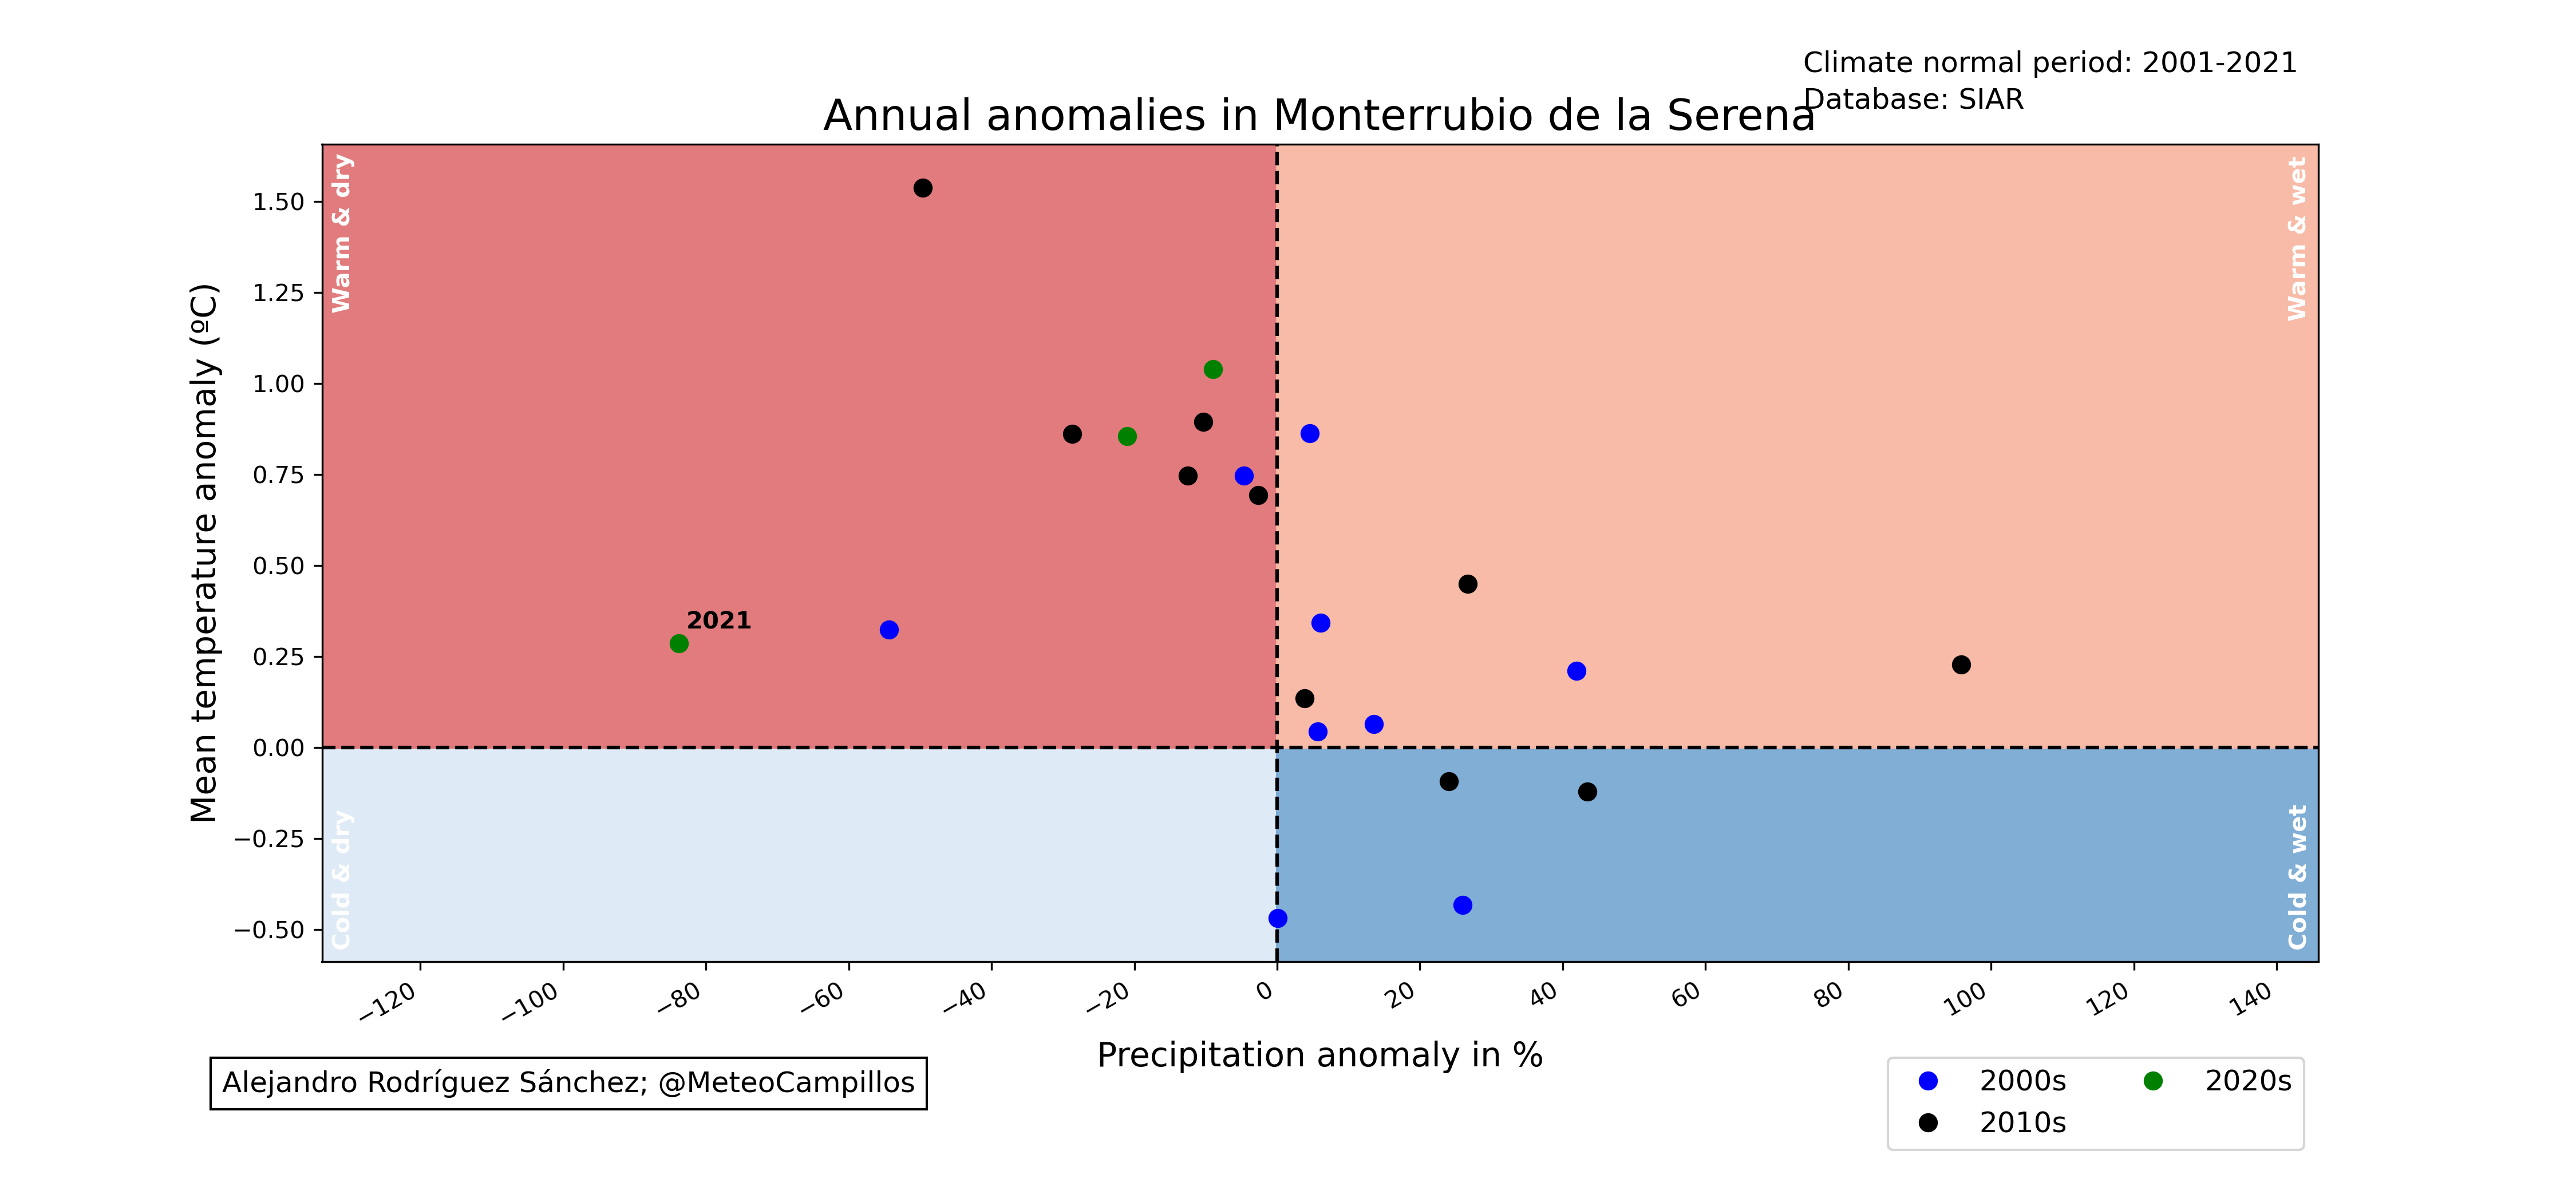 Climate normal period: 2001-2021
Database: SIAR
Annual anomalies in Monterrubio de la Serena
Warm & dry
Warm & wet
1.50
1.25
1.00
0.75
0.50
0.25
0.00
−0.25
−0.50
Mean temperature anomaly (ºC)
2021
Cold & dry
Cold & wet
−120
−100
−80
−60
−40
−20
0
20
40
60
80
100
120
140
Precipitation anomaly in %
Alejandro Rodríguez Sánchez; @MeteoCampillos
2000s
2010s
2020s